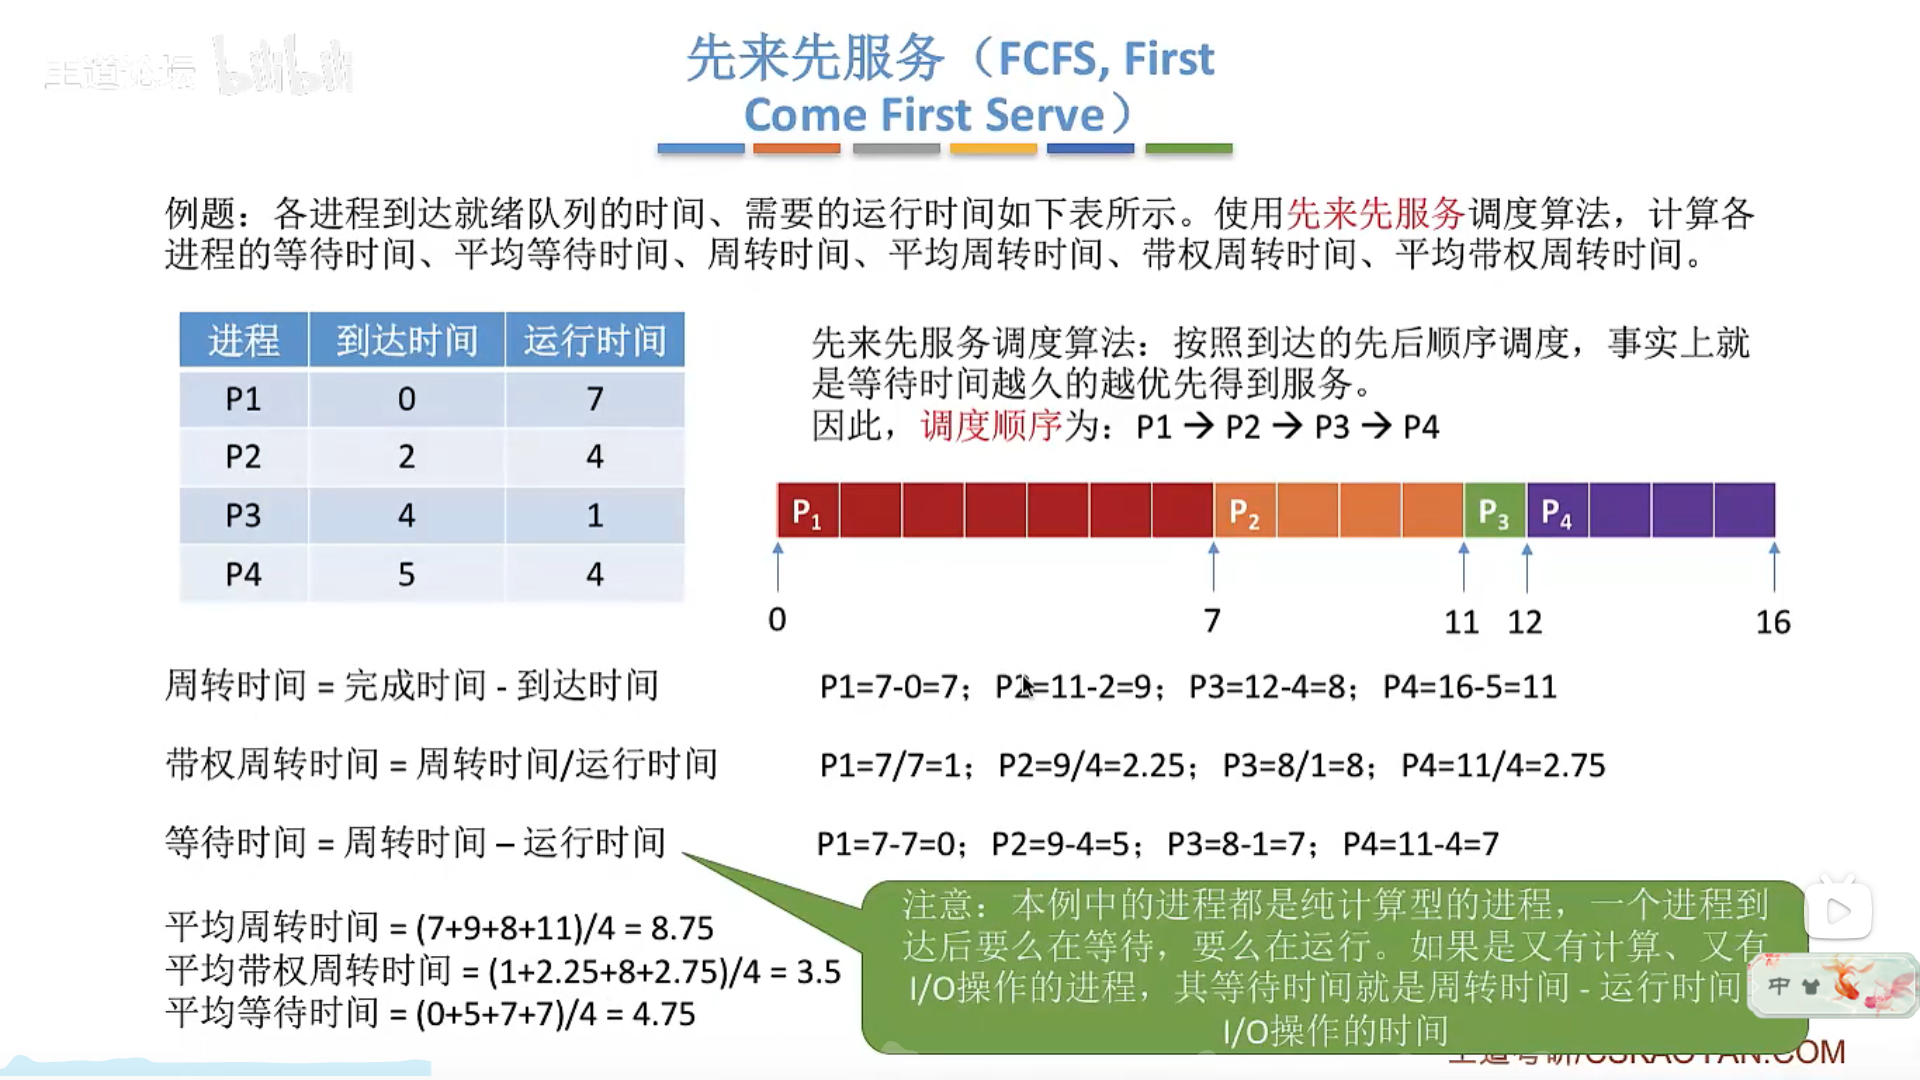 王道论坛 bilibili
先来先服务（FCFS, First
Come First Serve）
例题：各进程到达就绪队列的时间、需要的运行时间如下表所示。使用先来先服务调度算法，计算各
进程的等待时间、平均等待时间、周转时间、平均周转时间、带权周转时间、平均带权周转时间。
进程 到达时间 运行时间
P1 0 7
P2 2 4
P3 4 1
P4 5 4
先来先服务调度算法：按照到达的先后顺序调度，事实上就
是等待时间越久的越优先得到服务。
因此，调度顺序为：P1 → P2 → P3 → P4
P1 P2 P3 P4
0 7 11 12 16
周转时间 = 完成时间 - 到达时间
P1=7-0=7；P2=11-2=9；P3=12-4=8；P4=16-5=11
带权周转时间 = 周转时间/运行时间
P1=7/7=1；P2=9/4=2.25；P3=8/1=8；P4=11/4=2.75
等待时间 = 周转时间 – 运行时间
P1=7-7=0；P2=9-4=5；P3=8-1=7；P4=11-4=7
平均周转时间 = (7+9+8+11)/4 = 8.75
平均带权周转时间 = (1+2.25+8+2.75)/4 = 3.5
平均等待时间 = (0+5+7+7)/4 = 4.75
注意：本例中的进程都是纯计算型的进程，一个进程到
达后要么在等待，要么在运行。如果是又有计算、又有
I/O操作的进程，其等待时间就是周转时间 - 运行时间
I/O操作的时间
中
王道考研/CSKAOYAN.COM